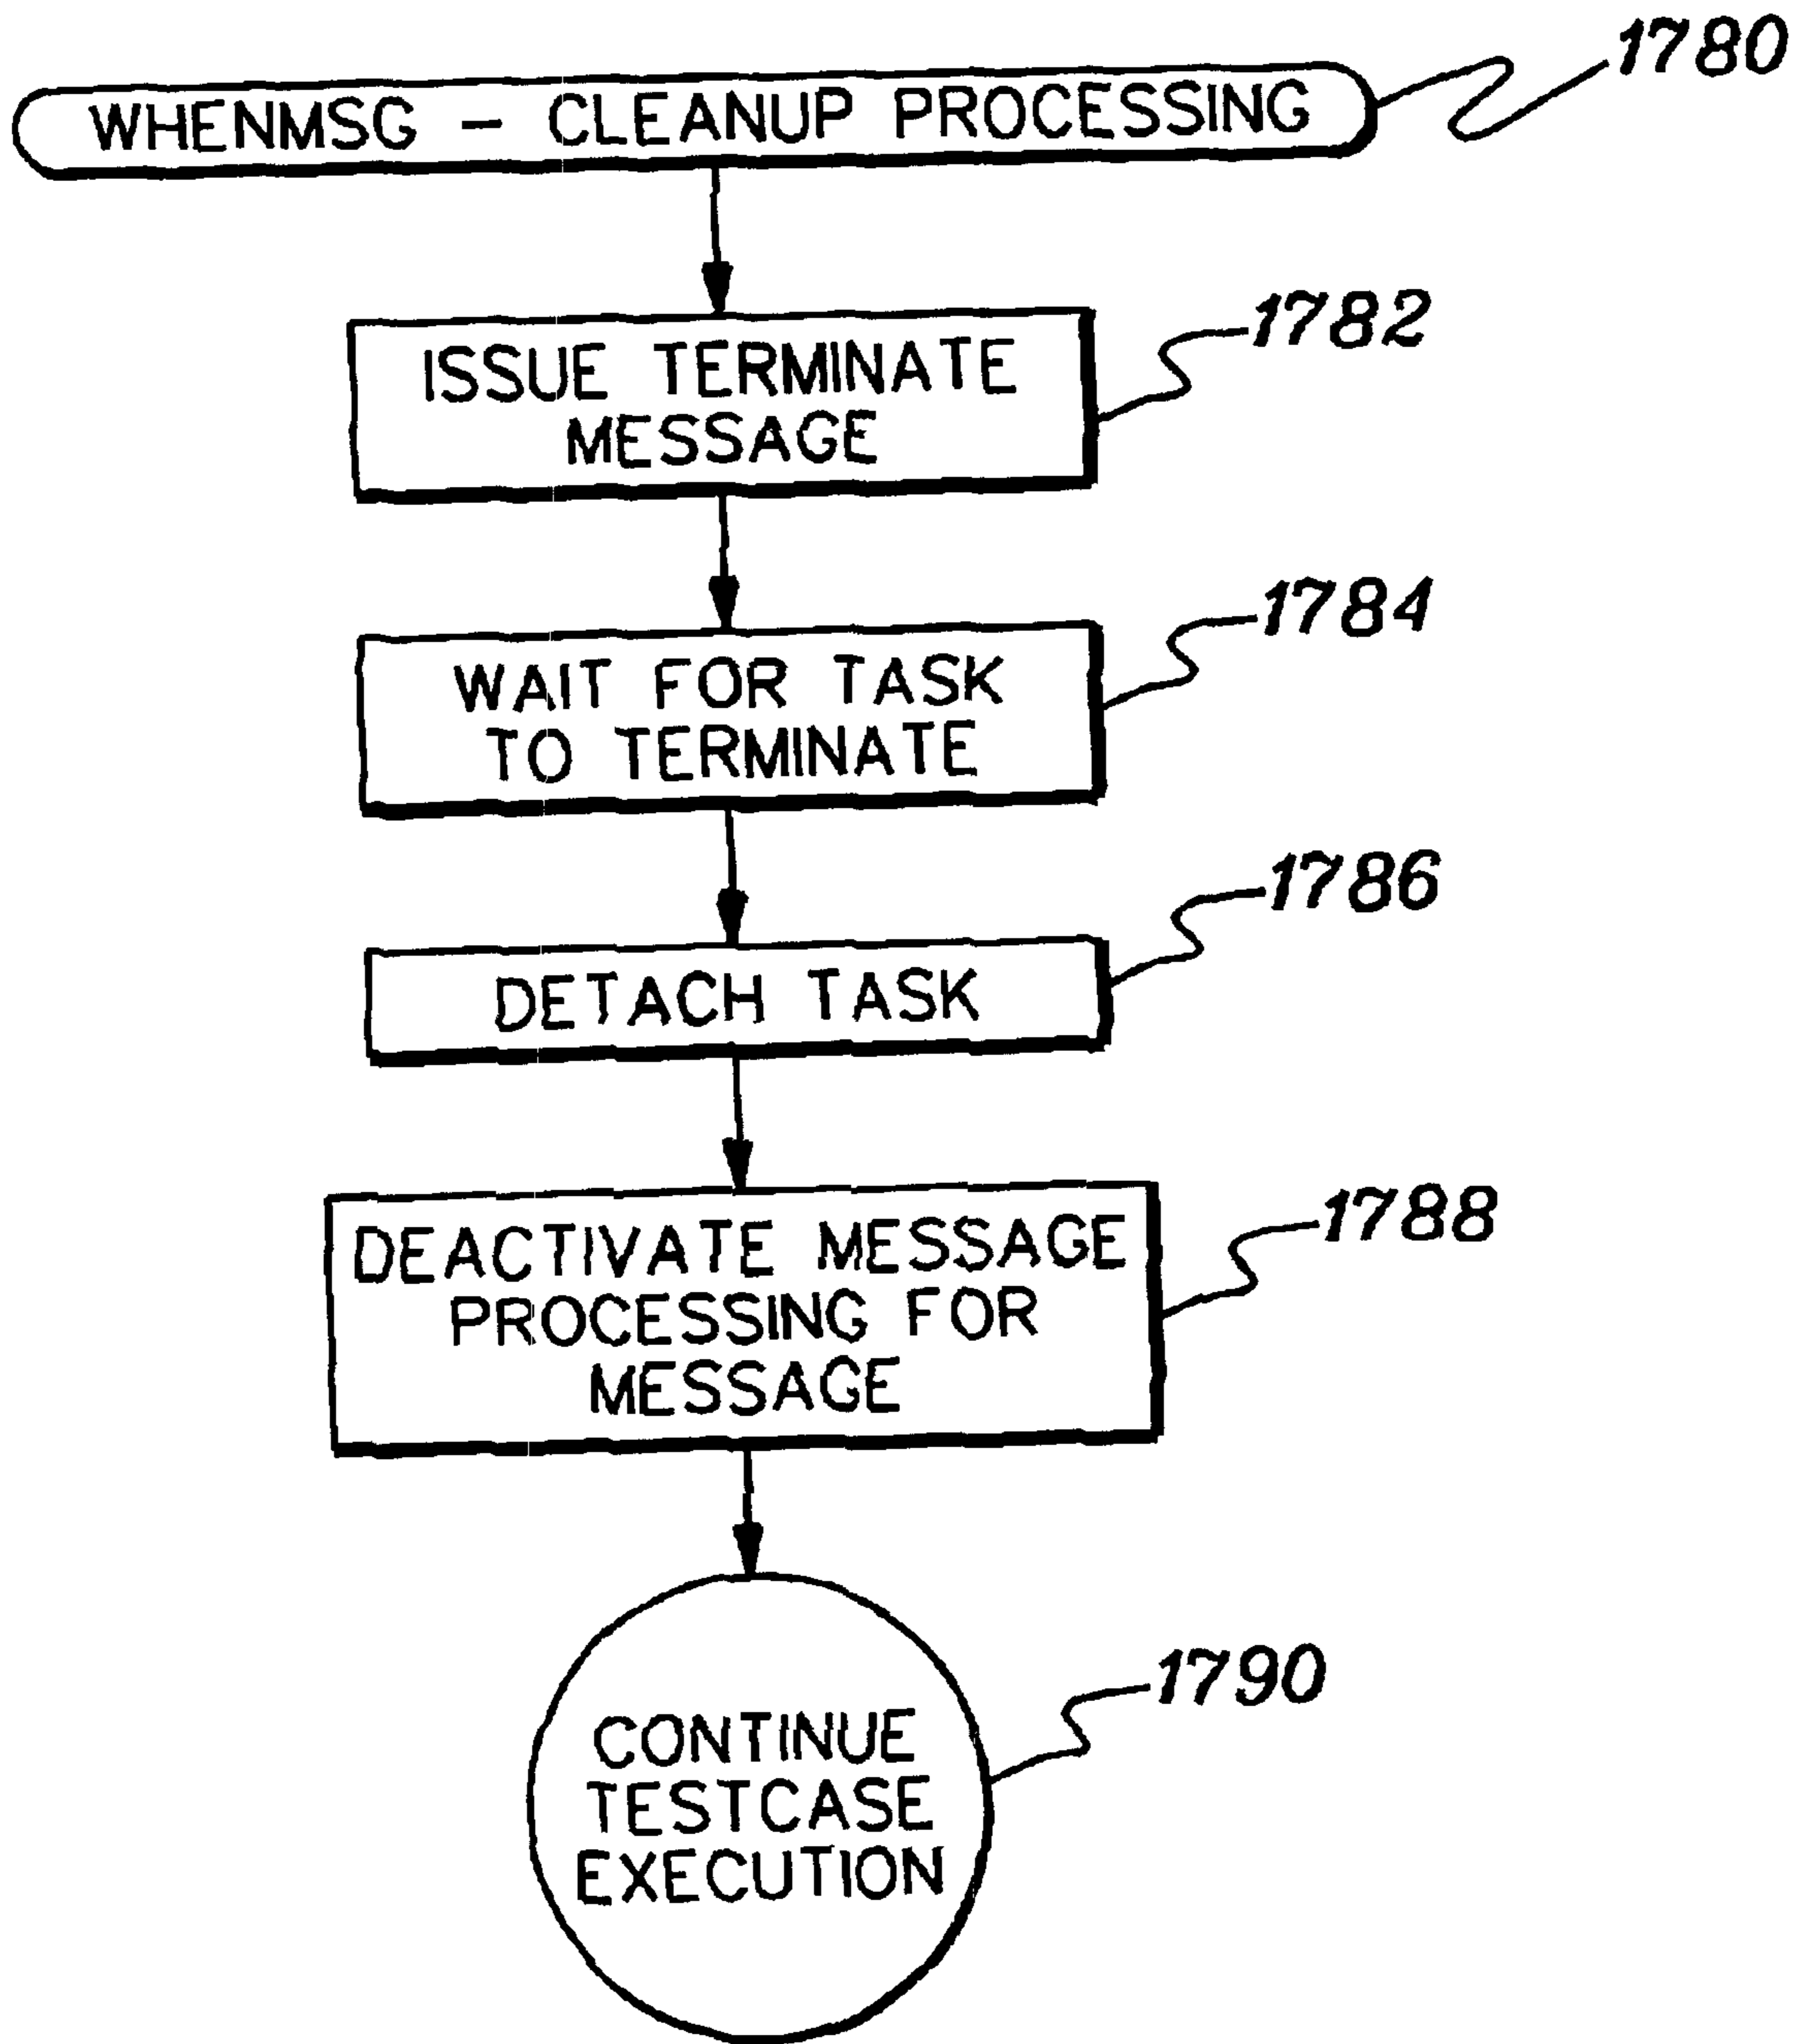 1780
WHENMSG - CLEANUP PROCESSING
1782
ISSUE TERMINATE
MESSAGE
1784
WAIT FOR TASK
TO TERMINATE
1786
DETACH TASK
1788
DEACTIVATE MESSAGE
PROCESSING FOR
MESSAGE
1790
CONTINUE
TESTCASE
EXECUTION